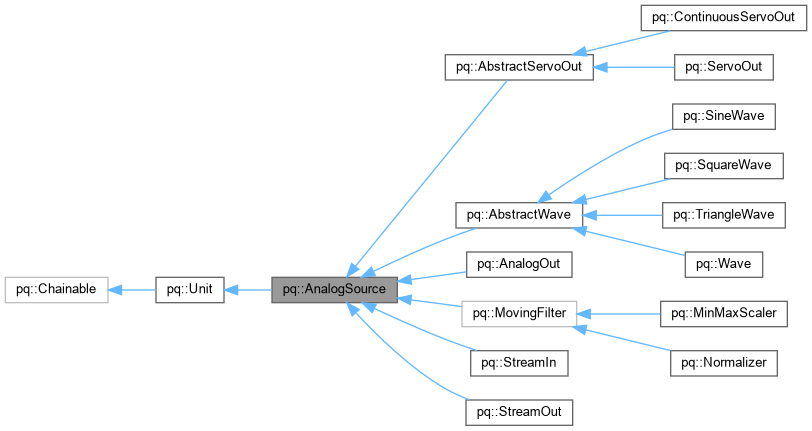 pq::ContinuousServoOut
pq::AbstractServoOut
pq::ServoOut
pq::SineWave
pq::SquareWave
pq::AbstractWave
pq::TriangleWave
pq::Wave
pq::AnalogOut
pq::Chainable
pq::Unit
pq::AnalogSource
pq::MovingFilter
pq::MinMaxScaler
pq::StreamIn
pq::Normalizer
pq::StreamOut